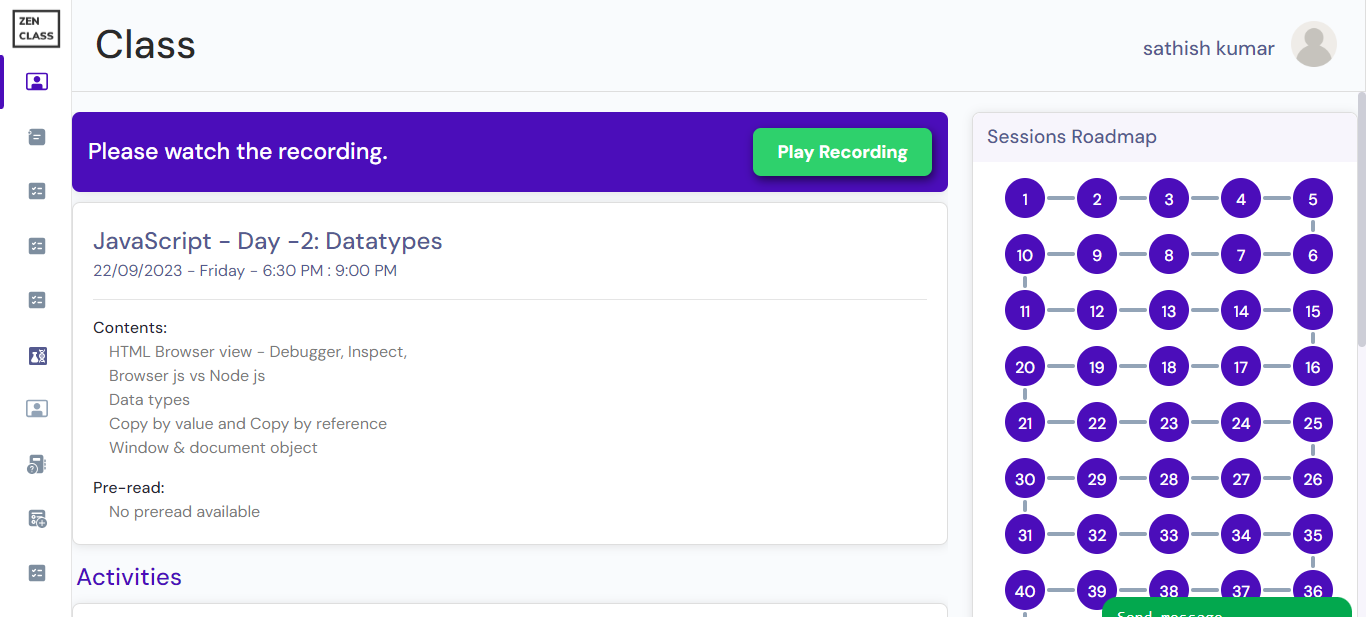 ZEN
CLASS
Class
sathish kumar
Please watch the recording.
Play Recording
JavaScript - Day -2: Datatypes
22/09/2023 - Friday - 6:30 PM : 9:00 PM
Contents:
HTML Browser view - Debugger, Inspect,
Browser js vs Node js
Data types
Copy by value and Copy by reference
Window & document object
Pre-read:
No preread available
Activities
Sessions Roadmap
1 2 3 4 5
10 9 8 7 6
11 12 13 14 15
20 19 18 17 16
21 22 23 24 25
30 29 28 27 26
31 32 33 34 35
40 39 38 37 36
Send message